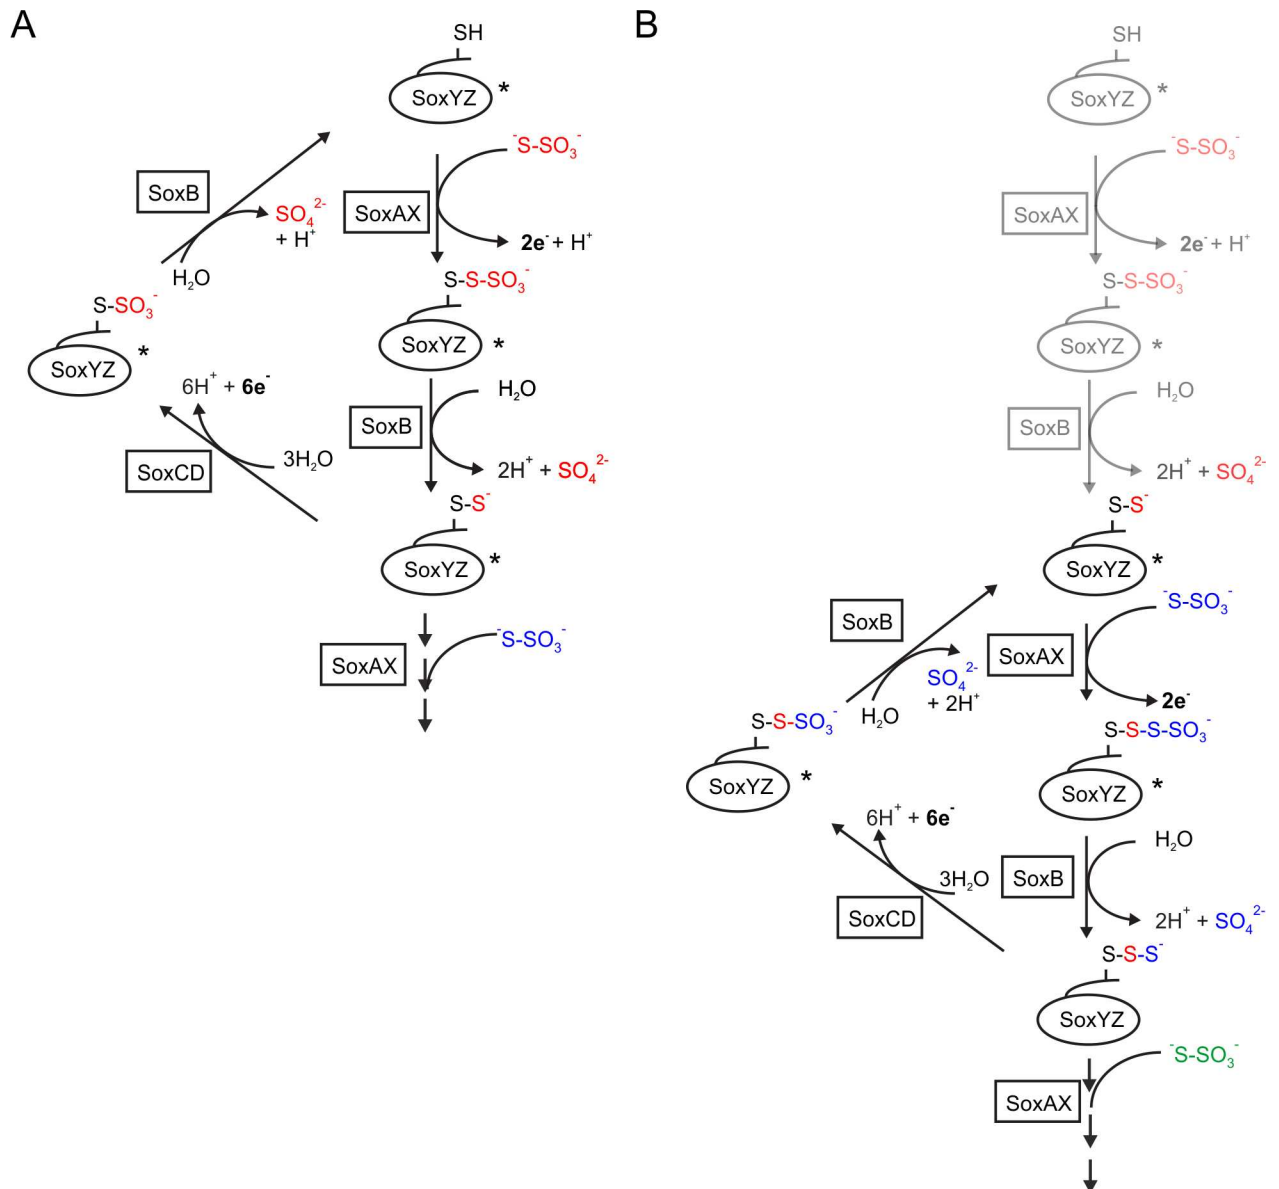 A
SH
SoxYZ *
⁻S-SO₃⁻
SoxB
SO₄²⁻
+ H⁺
SoxAX
2e⁻ + H⁺
H₂O
S-S-SO₃⁻
S-SO₃⁻
SoxYZ *
SoxYZ *
6H⁺ + 6e⁻
H₂O
SoxB
3H₂O
SoxCD
2H⁺ + SO₄²⁻
S-S⁻
SoxYZ *
⁻S-SO₃⁻
SoxAX
B
SH
SoxYZ *
⁻S-SO₃⁻
SoxAX
2e⁻ + H⁺
S-S-SO₃⁻
SoxYZ *
H₂O
SoxB
2H⁺ + SO₄²⁻
S-S⁻
SoxYZ *
⁻S-SO₃⁻
SoxB
SoxAX
SO₄²⁻
+ 2H⁺
2e⁻
H₂O
S-S-SO₃⁻
S-S-S-SO₃⁻
SoxYZ *
SoxYZ *
6H⁺ + 6e⁻
H₂O
3H₂O
SoxB
SoxCD
2H⁺ + SO₄²⁻
S-S-S⁻
SoxYZ
⁻S-SO₃⁻
SoxAX